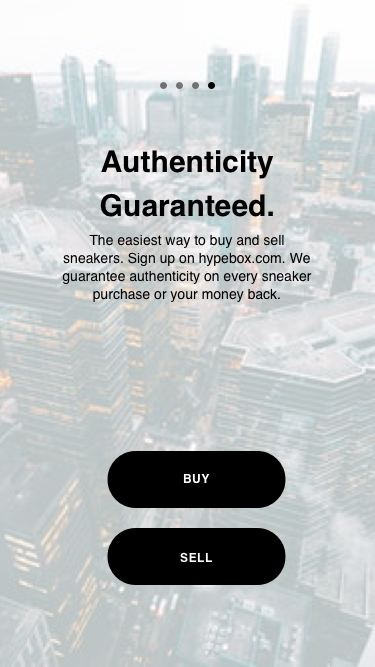 Authenticity
Guaranteed.
The easiest way to buy and sell
sneakers. Sign up on hypebox.com. We
guarantee authenticity on every sneaker
purchase or your money back.
BUY
SELL